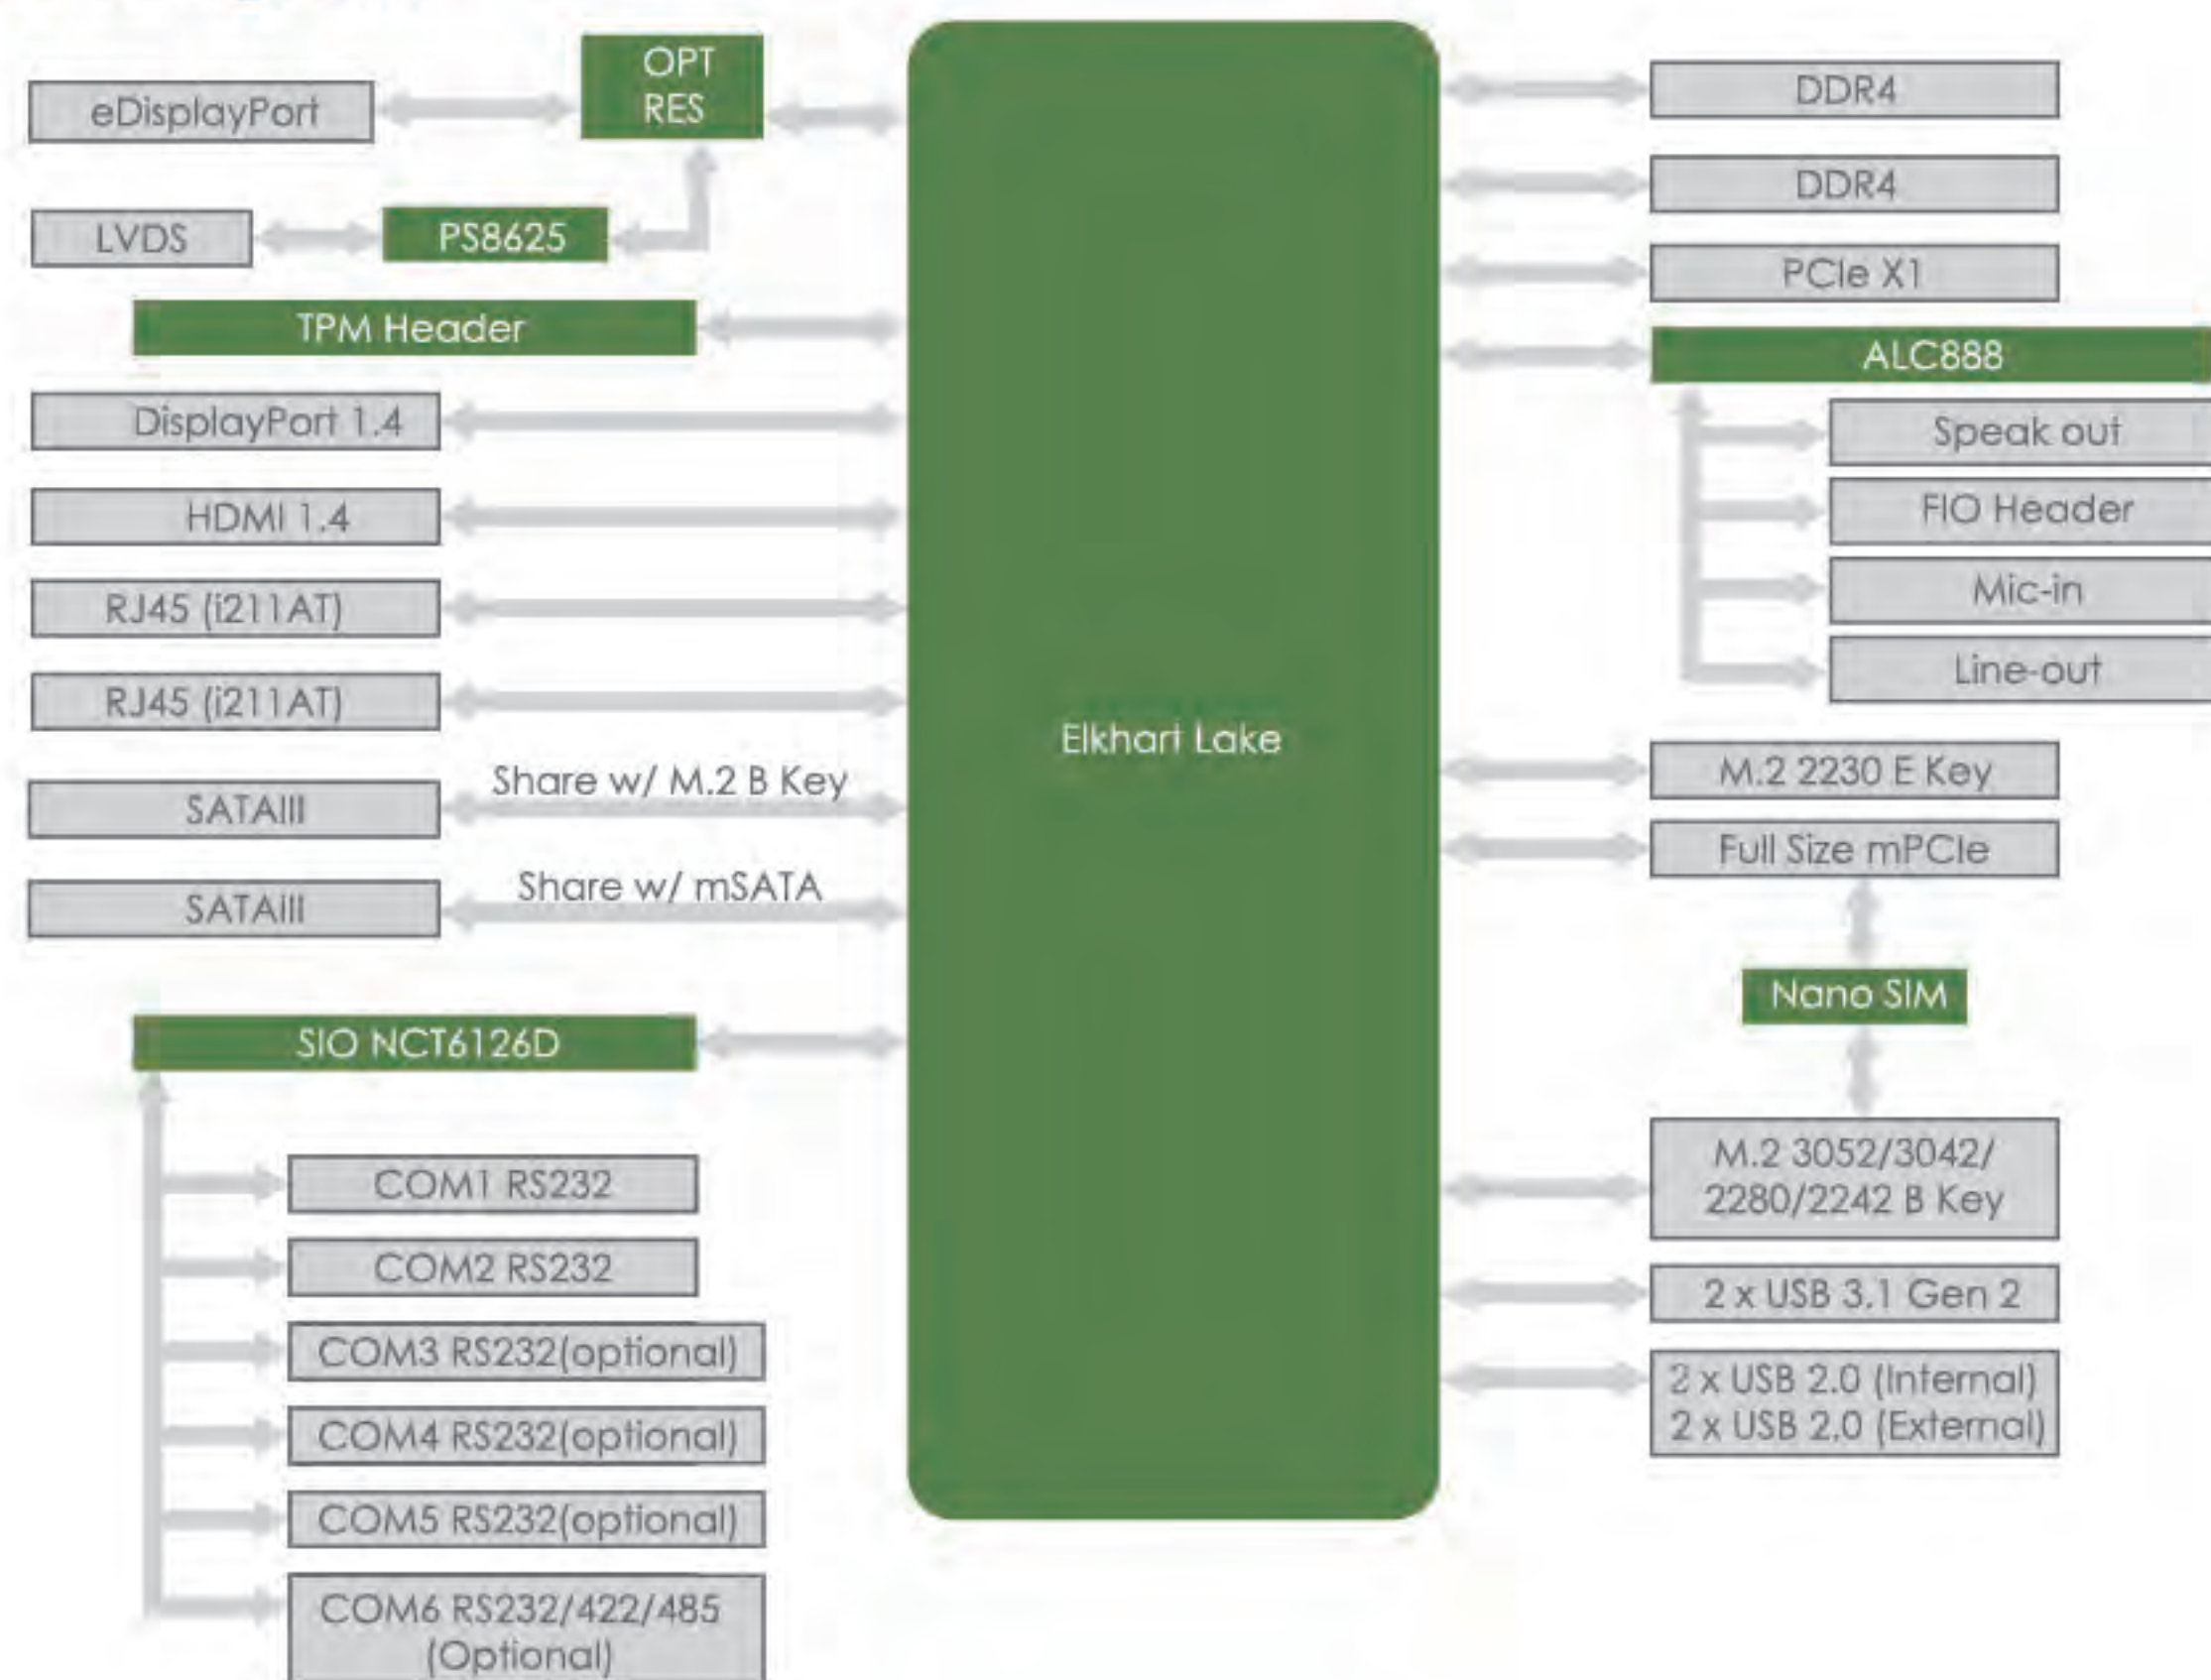 OPT
RES
eDisplayPort
LVDS
PS8625
TPM Header
DisplayPort 1.4
HDMI 1.4
RJ45 (i211AT)
RJ45 (i211AT)
Share w/ M.2 B Key
SATAIII
Share w/ mSATA
SATAIII
SIO NCT6126D
COM1 RS232
COM2 RS232
COM3 RS232(optional)
COM4 RS232(optional)
COM5 RS232(optional)
COM6 RS232/422/485
(Optional)
Elkhart Lake
DDR4
DDR4
PCIe X1
ALC888
Speak out
FIO Header
Mic-in
Line-out
M.2 2230 E Key
Full Size mPCIe
Nano SIM
M.2 3052/3042/
2280/2242 B Key
2 x USB 3.1 Gen 2
2 x USB 2.0 (Internal)
2 x USB 2.0 (External)